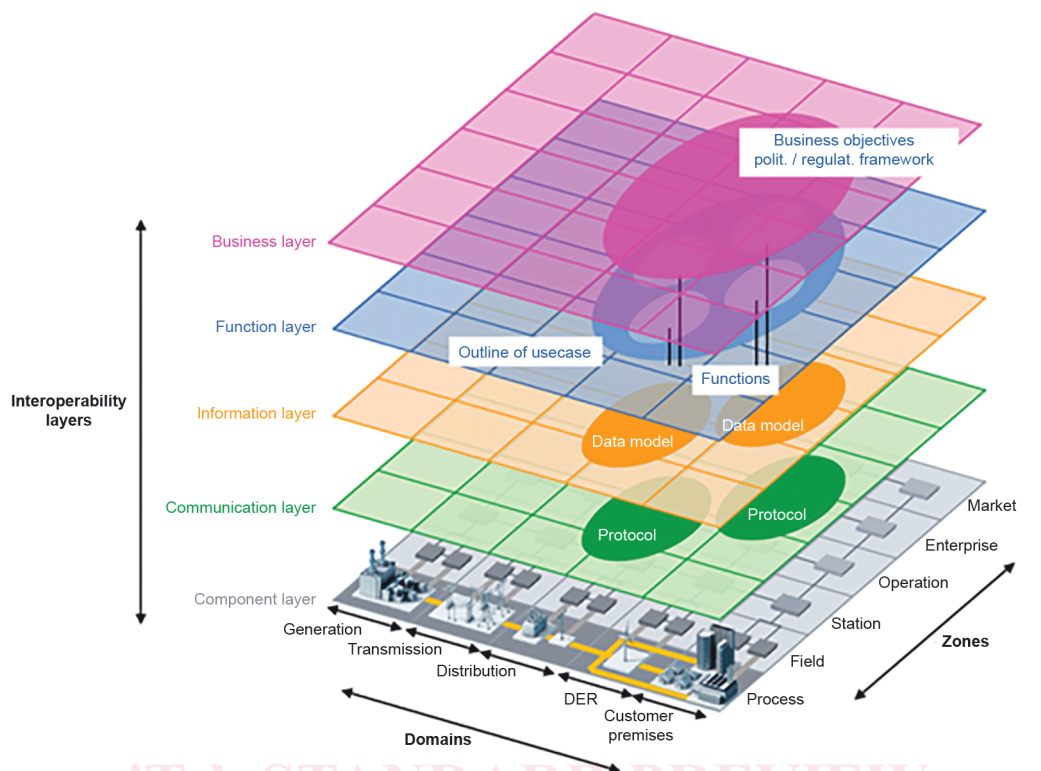 Business objectives
polit. / regulat. framework
Business layer
Function layer
Outline of usecase
Functions
Interoperability
layers
Information layer
Data model
Data model
Communication layer
Protocol
Protocol
Market
Enterprise
Operation
Component layer
Station
Generation
Transmission
Field
Zones
Distribution
DER
Process
Customer
premises
Domains